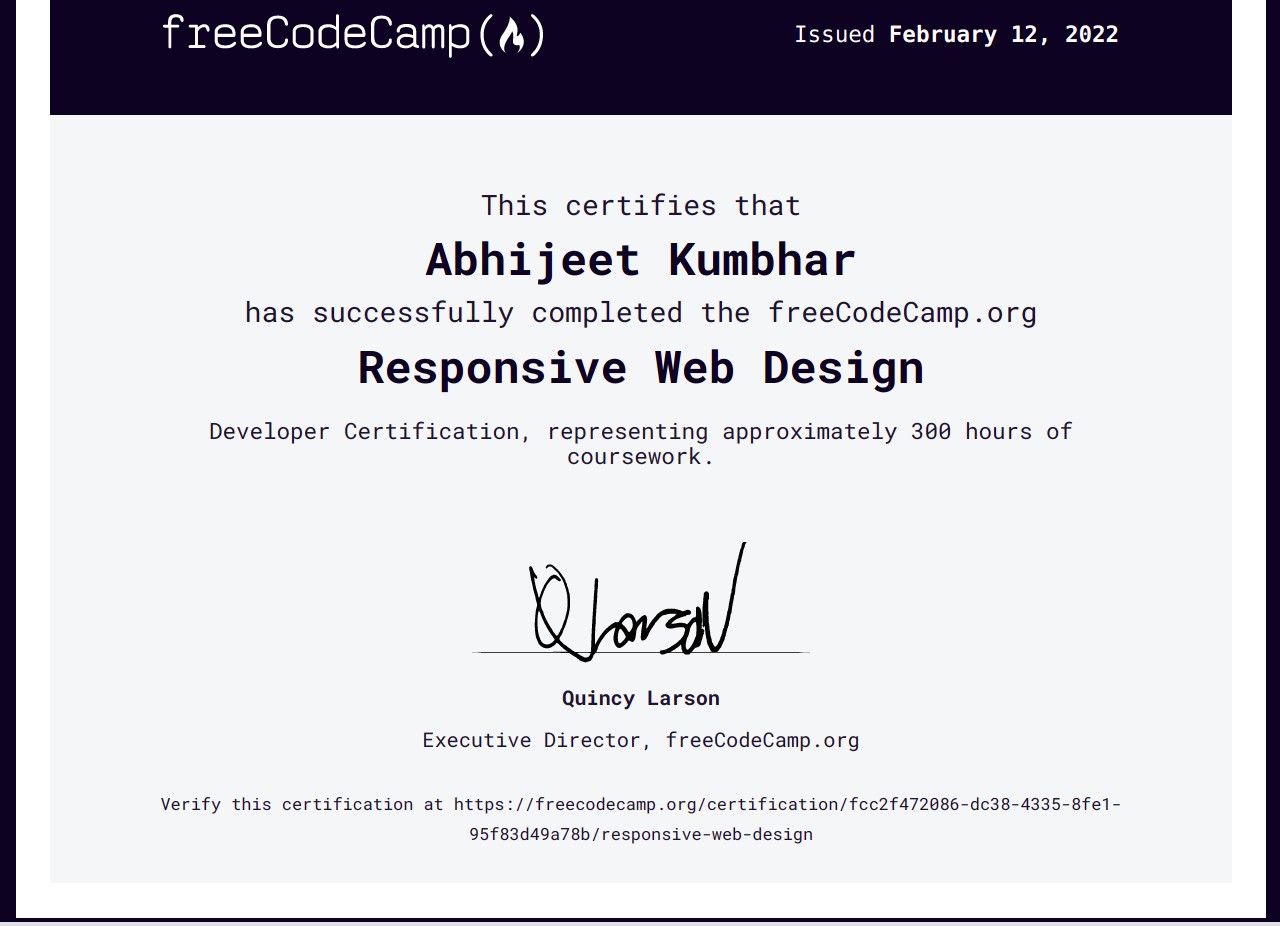 freeCodeCamp
Issued February 12, 2022
This certifies that
Abhijeet Kumbhar
has successfully completed the freeCodeCamp.org
Responsive Web Design
Developer Certification, representing approximately 300 hours of
coursework.
QLarson
Quincy Larson
Executive Director, freeCodeCamp.org
Verify this certification at https://freecodecamp.org/certification/fcc2f472086-dc38-4335-8fe1-
95f83d49a78b/responsive-web-design